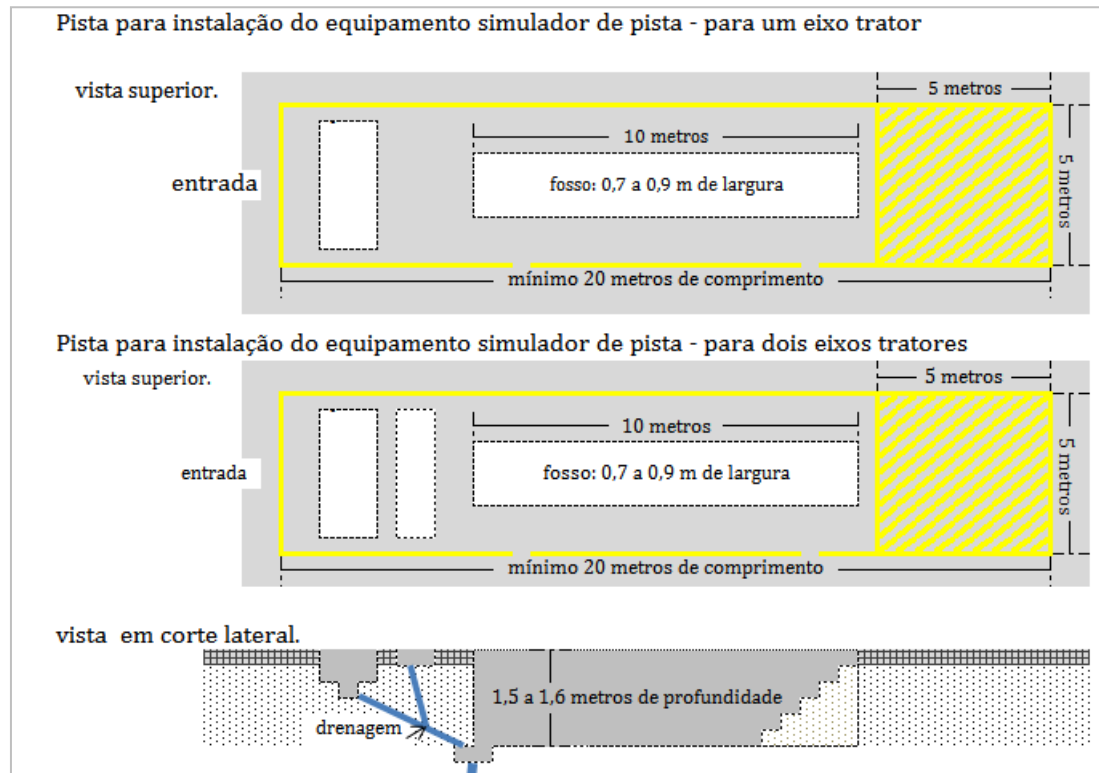 Pista para instalação do equipamento simulador de pista - para um eixo trator
vista superior.
5 metros
10 metros
entrada
fosso: 0,7 a 0,9 m de largura
5 metros
mínimo 20 metros de comprimento
Pista para instalação do equipamento simulador de pista - para dois eixos tratores
vista superior.
5 metros
10 metros
entrada
fosso: 0,7 a 0,9 m de largura
5 metros
mínimo 20 metros de comprimento
vista em corte lateral.
1,5 a 1,6 metros de profundidade
drenagem